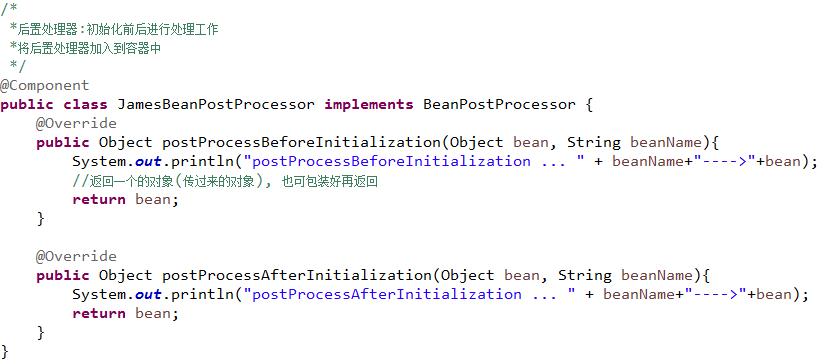 /*
 *后置处理器:初始化前后进行处理工作
 *将后置处理器加入到容器中
 */
@Component
public class JamesBeanPostProcessor implements BeanPostProcessor {
    @Override
    public Object postProcessBeforeInitialization(Object bean, String beanName){
        System.out.println("postProcessBeforeInitialization ... " + beanName+"---->"+bean);
        //返回一个的对象(传过来的对象), 也可包装好再返回
        return bean;
    }

    @Override
    public Object postProcessAfterInitialization(Object bean, String beanName){
        System.out.println("postProcessAfterInitialization ... " + beanName+"---->"+bean);
        return bean;
    }
}